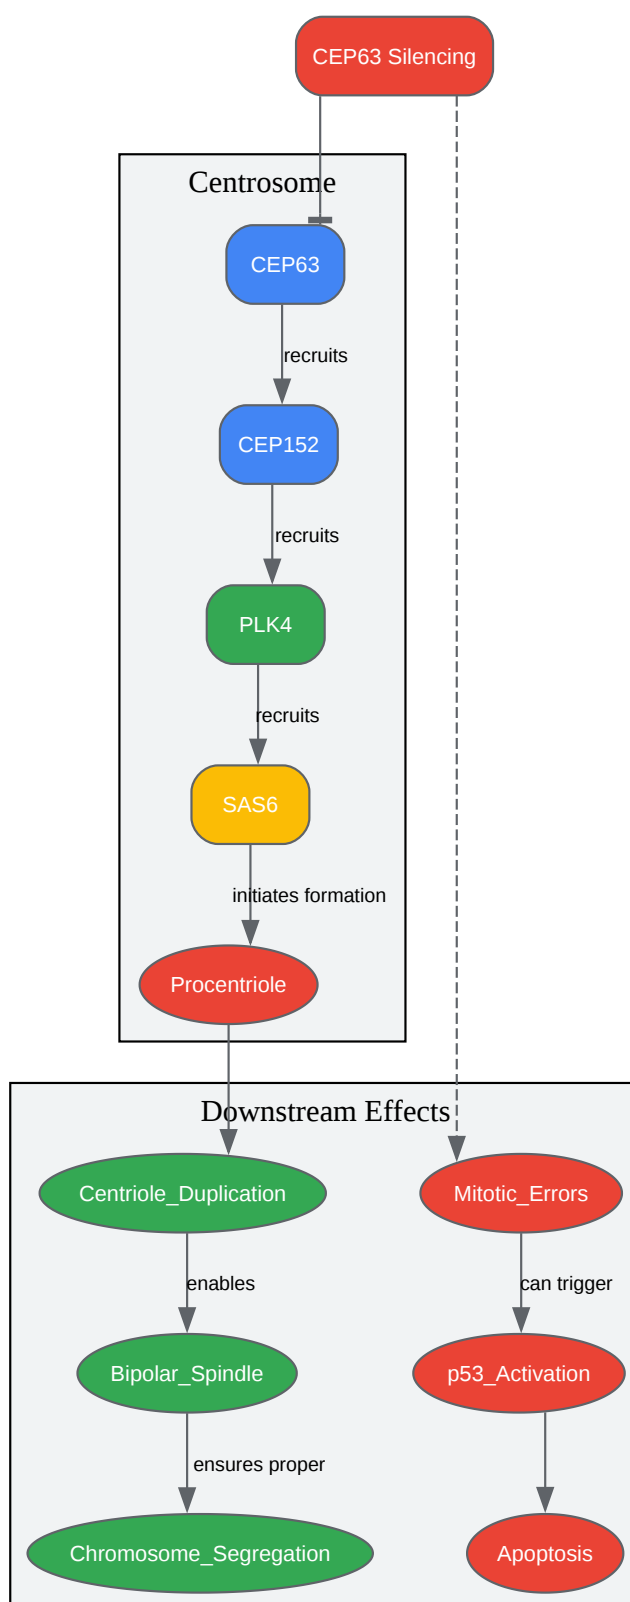 CEP63 Silencing
Centrosome
CEP63
recruits
CEP152
recruits
PLK4
recruits
SAS6
initiates formation
Procentriole
Downstream Effects
Centriole_Duplication
Mitotic_Errors
enables
can trigger
Bipolar_Spindle
p53_Activation
ensures proper
Chromosome_Segregation
Apoptosis